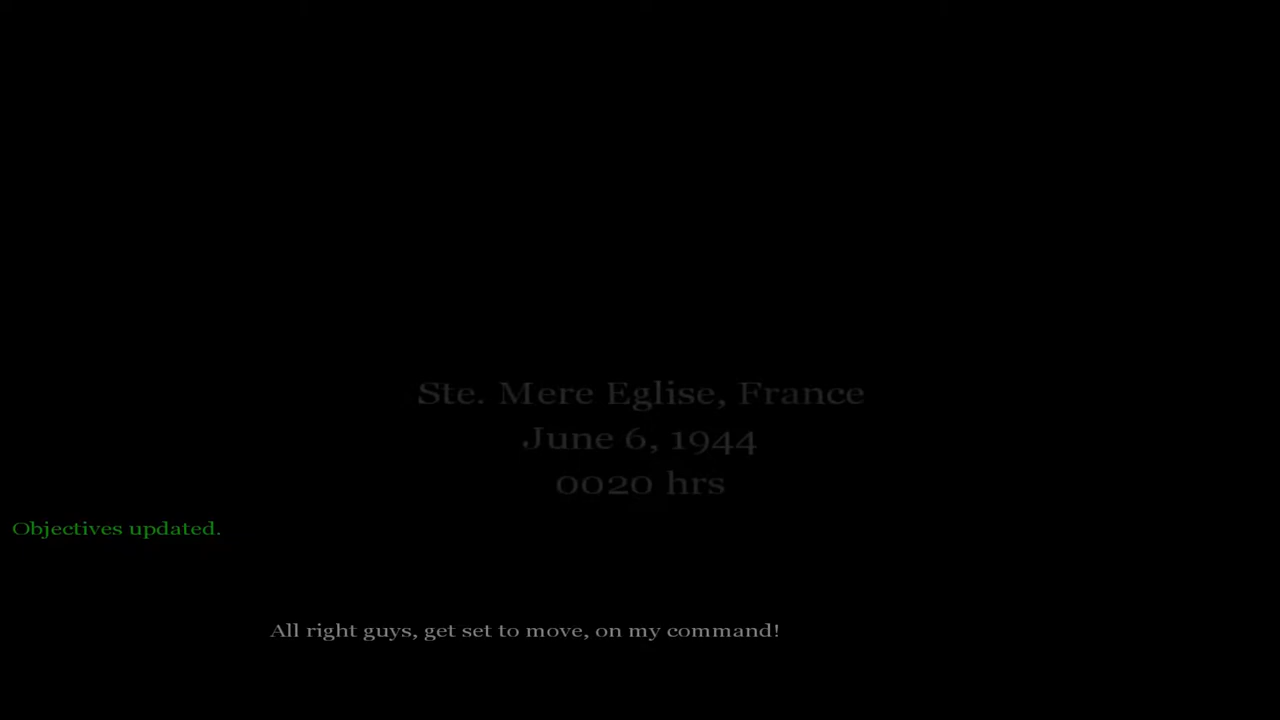 Ste. Mere Eglise, France
June 6, 1944
0020 hrs
Objectives updated.
All right guys, get set to move, on my command!